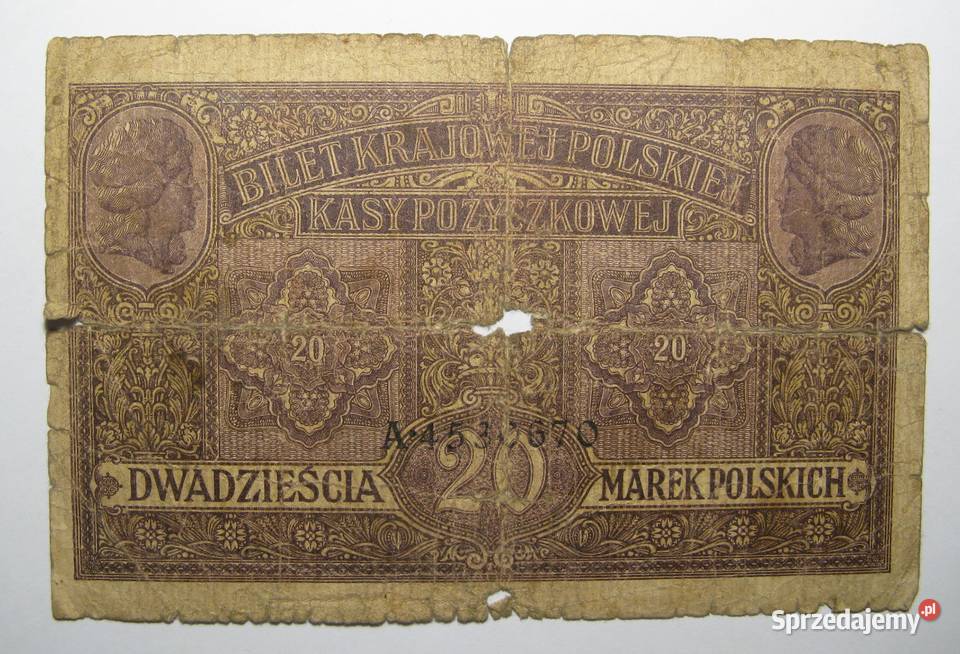 BILET KRAJOWEJ POLSKIEJ
KASY POŻYCZKOWEJ
20 20
DWADZIEŚCIA 20 MAREK POLSKICH
Sprzedajemy.pl